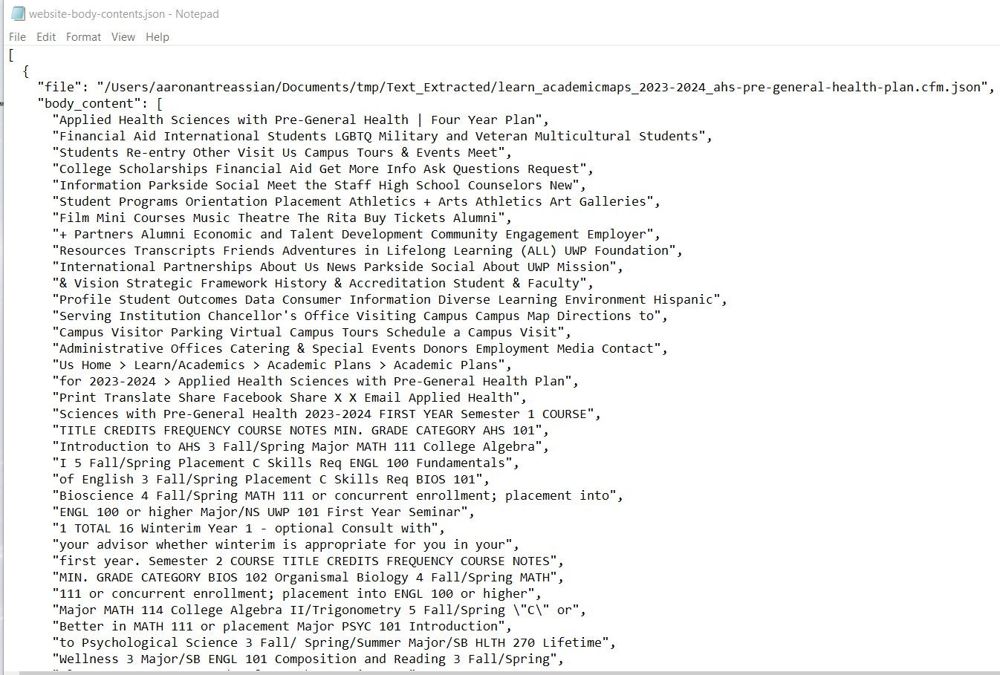 website-body-contents.json - Notepad
File Edit Format View Help
[
{
"file": "/Users/aaronantreassian/Documents/tmp/Text_Extracted/learn_academicmaps_2023-2024_ahs-pre-general-health-plan.cfm.json",
"body_content": [
"Applied Health Sciences with Pre-General Health | Four Year Plan",
"Financial Aid International Students LGBTQ Military and Veteran Multicultural Students",
"Students Re-entry Other Visit Us Campus Tours & Events Meet",
"College Scholarships Financial Aid Get More Info Ask Questions Request",
"Information Parkside Social Meet the Staff High School Counselors New",
"Student Programs Orientation Placement Athletics + Arts Athletics Art Galleries",
"Film Mini Courses Music Theatre The Rita Buy Tickets Alumni",
"+ Partners Alumni Economic and Talent Development Community Engagement Employer",
"Resources Transcripts Friends Adventures in Lifelong Learning (ALL) UWP Foundation",
"International Partnerships About Us News Parkside Social About UWP Mission",
"& Vision Strategic Framework History & Accreditation Student & Faculty",
"Profile Student Outcomes Data Consumer Information Diverse Learning Environment Hispanic",
"Serving Institution Chancellor's Office Visiting Campus Campus Map Directions to",
"Campus Visitor Parking Virtual Campus Tours Schedule a Campus Visit",
"Administrative Offices Catering & Special Events Donors Employment Media Contact",
"Us Home > Learn/Academics > Academic Plans > Academic Plans",
"for 2023-2024 > Applied Health Sciences with Pre-General Health Plan",
"Print Translate Share Facebook Share X X Email Applied Health",
"Sciences with Pre-General Health 2023-2024 FIRST YEAR Semester 1 COURSE",
"TITLE CREDITS FREQUENCY COURSE NOTES MIN. GRADE CATEGORY AHS 101",
"Introduction to AHS 3 Fall/Spring Major MATH 111 College Algebra",
"I 5 Fall/Spring Placement C Skills Req ENGL 100 Fundamentals",
"of English 3 Fall/Spring Placement C Skills Req BIOS 101",
"Bioscience 4 Fall/Spring MATH 111 or concurrent enrollment; placement into",
"ENGL 100 or higher Major/NS UWP 101 First Year Seminar",
"1 TOTAL 16 Winterim Year 1 - optional Consult with",
"your advisor whether winterim is appropriate for you in your",
"first year. Semester 2 COURSE TITLE CREDITS FREQUENCY COURSE NOTES",
"MIN. GRADE CATEGORY BIOS 102 Organismal Biology 4 Fall/Spring MATH",
"111 or concurrent enrollment; placement into ENGL 100 or higher",
"Major MATH 114 College Algebra II/Trigonometry 5 Fall/Spring \"C\" or",
"Better in MATH 111 or placement Major PSYC 101 Introduction",
"to Psychological Science 3 Fall/ Spring/Summer Major/SB HLTH 270 Lifetime",
"Wellness 3 Major/SB ENGL 101 Composition and Reading 3 Fall/Spring",